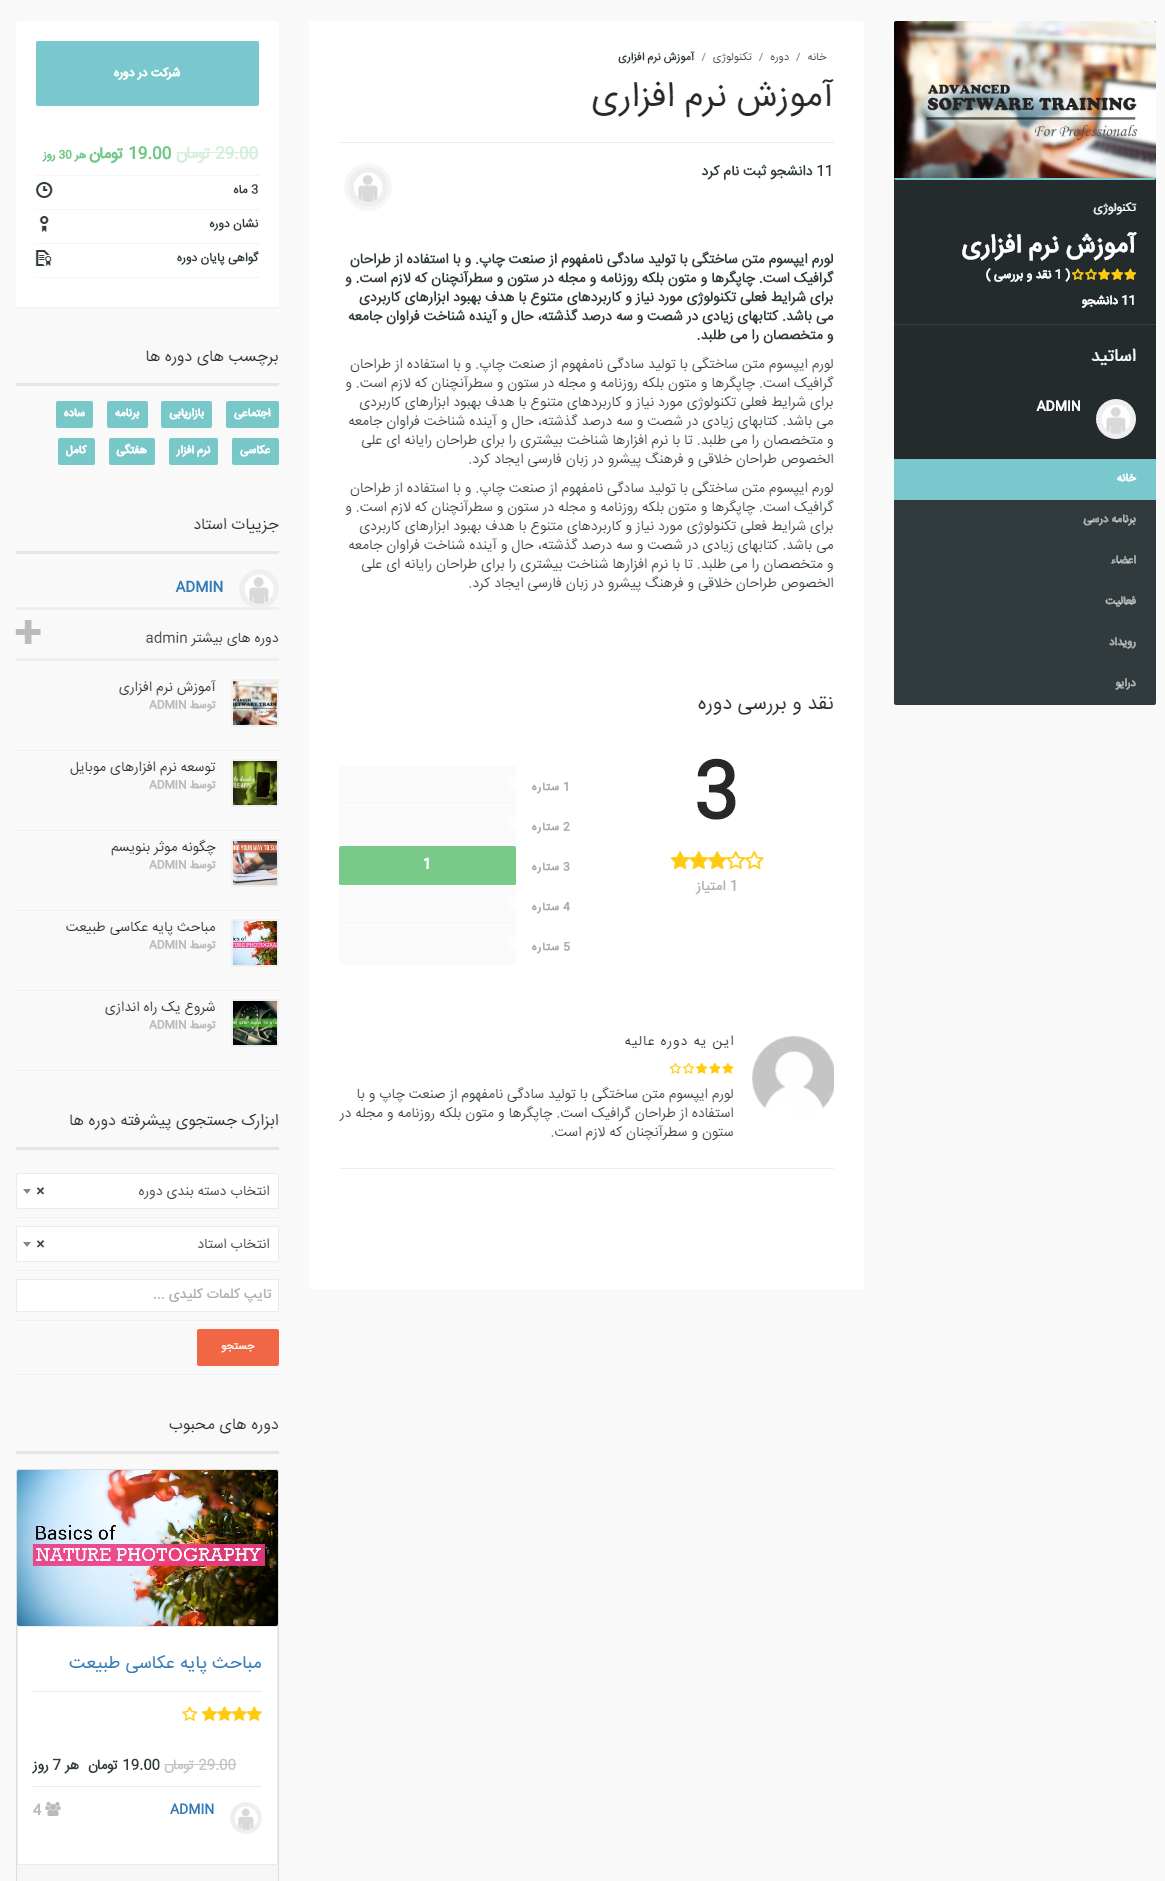 ADVANCED
SOFTWARE TRAINING
For Professionals
تکنولوژی
آموزش نرم افزاری
( 1 نقد و بررسی )
11 دانشجو
اساتید
ADMIN
خانه
برنامه درسی
اعضاء
فعالیت
رویداد
درایو
خانه / دوره / تکنولوژی / آموزش نرم افزاری
آموزش نرم افزاری
11 دانشجو ثبت نام کرد
لورم ایپسوم متن ساختگی با تولید سادگی نامفهوم از صنعت چاپ. و با استفاده از طراحان
گرافیک است. چاپگرها و متون بلکه روزنامه و مجله در ستون و سطرآنچنان که لازم است. و
برای شرایط فعلی تکنولوژی مورد نیاز و کاربردهای متنوع با هدف بهبود ابزارهای کاربردی
می باشد. کتابهای زیادی در شصت و سه درصد گذشته، حال و آینده شناخت فراوان جامعه
و متخصصان را می طلبد.
لورم ایپسوم متن ساختگی با تولید سادگی نامفهوم از صنعت چاپ. و با استفاده از طراحان
گرافیک است. چاپگرها و متون بلکه روزنامه و مجله در ستون و سطرآنچنان که لازم است. و
برای شرایط فعلی تکنولوژی مورد نیاز و کاربردهای متنوع با هدف بهبود ابزارهای کاربردی
می باشد. کتابهای زیادی در شصت و سه درصد گذشته، حال و آینده شناخت فراوان جامعه
و متخصصان را می طلبد. تا با نرم افزارها شناخت بیشتری را برای طراحان رایانه ای علی
الخصوص طراحان خلاقی و فرهنگ پیشرو در زبان فارسی ایجاد کرد.
لورم ایپسوم متن ساختگی با تولید سادگی نامفهوم از صنعت چاپ. و با استفاده از طراحان
گرافیک است. چاپگرها و متون بلکه روزنامه و مجله در ستون و سطرآنچنان که لازم است. و
برای شرایط فعلی تکنولوژی مورد نیاز و کاربردهای متنوع با هدف بهبود ابزارهای کاربردی
می باشد. کتابهای زیادی در شصت و سه درصد گذشته، حال و آینده شناخت فراوان جامعه
و متخصصان را می طلبد. تا با نرم افزارها شناخت بیشتری را برای طراحان رایانه ای علی
الخصوص طراحان خلاقی و فرهنگ پیشرو در زبان فارسی ایجاد کرد.
نقد و بررسی دوره
3
1 امتیاز
1 ستاره
2 ستاره
3 ستاره 1
4 ستاره
5 ستاره
این یه دوره عالیه
لورم ایپسوم متن ساختگی با تولید سادگی نامفهوم از صنعت چاپ و با
استفاده از طراحان گرافیک است. چاپگرها و متون بلکه روزنامه و مجله در
ستون و سطرآنچنان که لازم است.
شرکت در دوره
29.00 تومان 19.00 تومان هر 30 روز
3 ماه
نشان دوره
گواهی پایان دوره
برچسب های دوره ها
اجتماعی بازاریابی برنامه ساده
عکاسی نرم افزار هفتگی کامل
جزییات استاد
ADMIN
دوره های بیشتر admin
آموزش نرم افزاری
توسط ADMIN
توسعه نرم افزارهای موبایل
توسط ADMIN
چگونه موثر بنویسم
توسط ADMIN
مباحث پایه عکاسی طبیعت
توسط ADMIN
شروع یک راه اندازی
توسط ADMIN
ابزارک جستجوی پیشرفته دوره ها
انتخاب دسته بندی دوره ×
انتخاب استاد ×
تایپ کلمات کلیدی ...
جستجو
دوره های محبوب
Basics of
NATURE PHOTOGRAPHY
مباحث پایه عکاسی طبیعت
29.00 تومان 19.00 تومان هر 7 روز
ADMIN 4